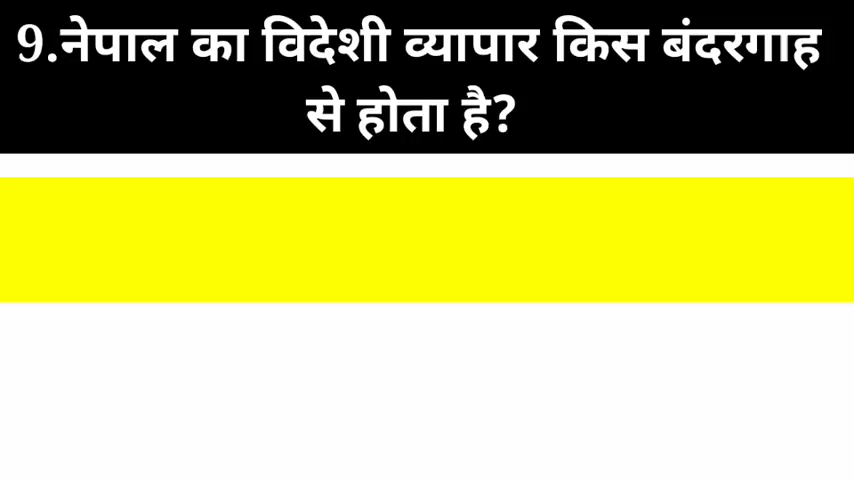 9.नेपाल का विदेशी व्यापार किस बंदरगाह
से होता है?